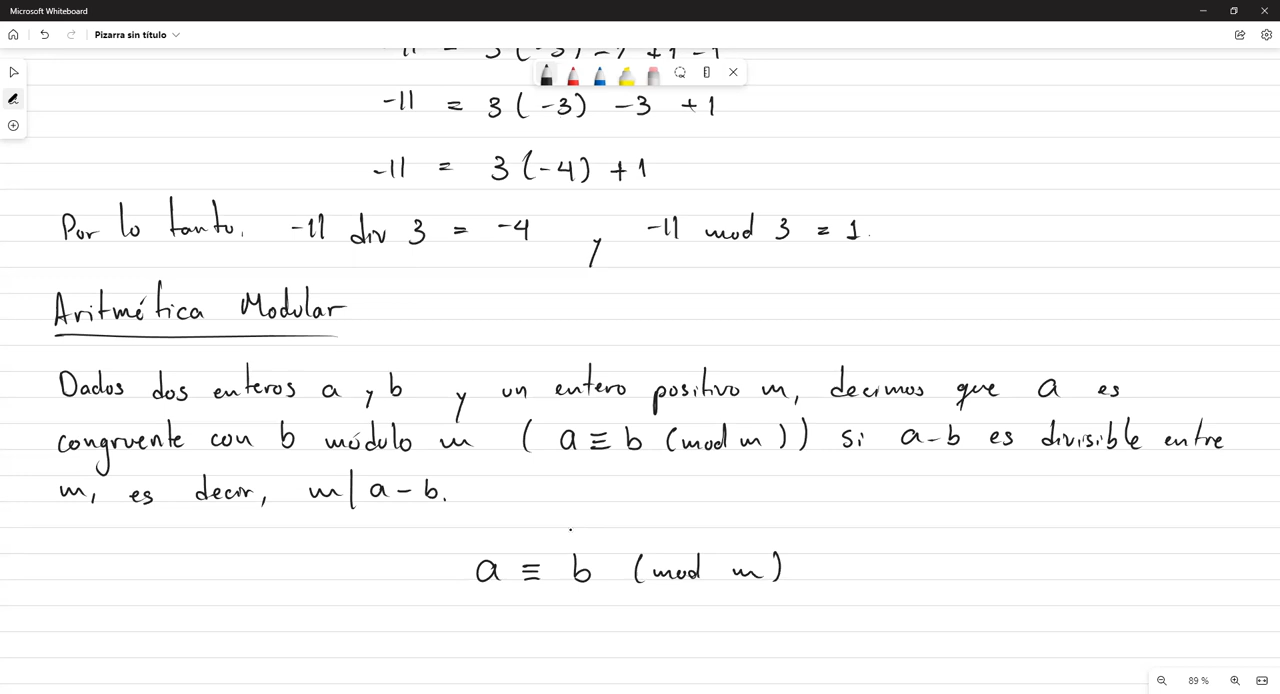 Microsoft Whiteboard
Pizarra sin título
-11 = 3(-3) -3 +1
-11 = 3(-4) +1
Por lo tanto, -11 div 3 = -4 y -11 mod 3 = 1.
Aritmética Modular
Dados dos enteros a y b y un entero positivo m, decimos que a es
congruente con b módulo m ( a ≡ b (mod m)) si a-b es divisible entre
m, es decir, m|a-b.
a ≡ b (mod m)
89 %